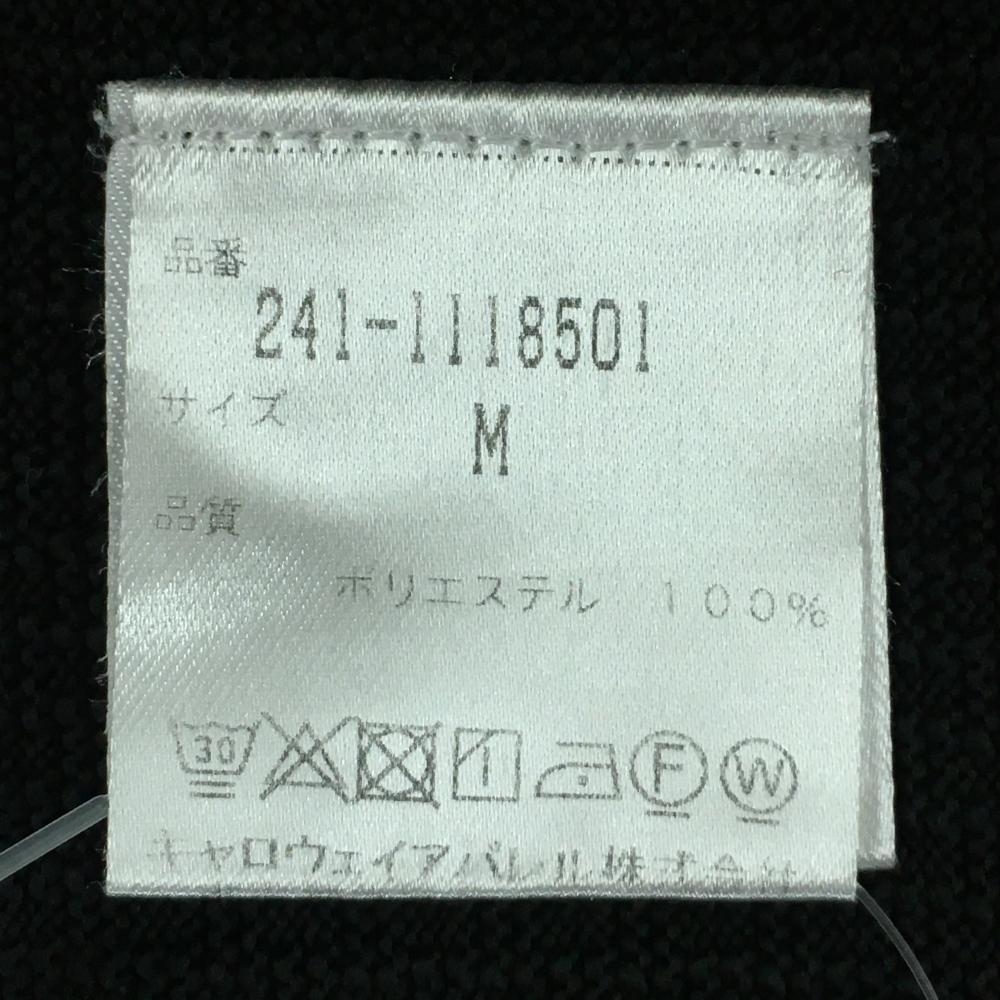 品番
241-1118501
サイズ
M
品質
ポリエステル 100%
30 F W
キャロウェイアパレル株式会社